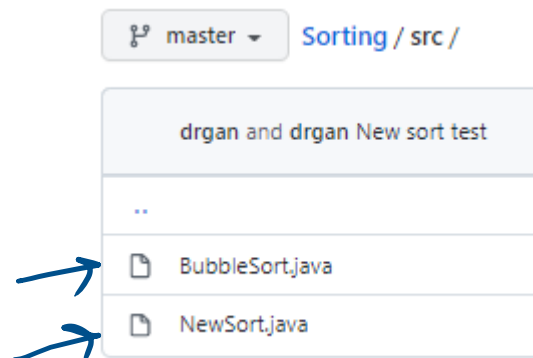 master Sorting / src /
drgan and drgan New sort test
..
BubbleSort.java
NewSort.java